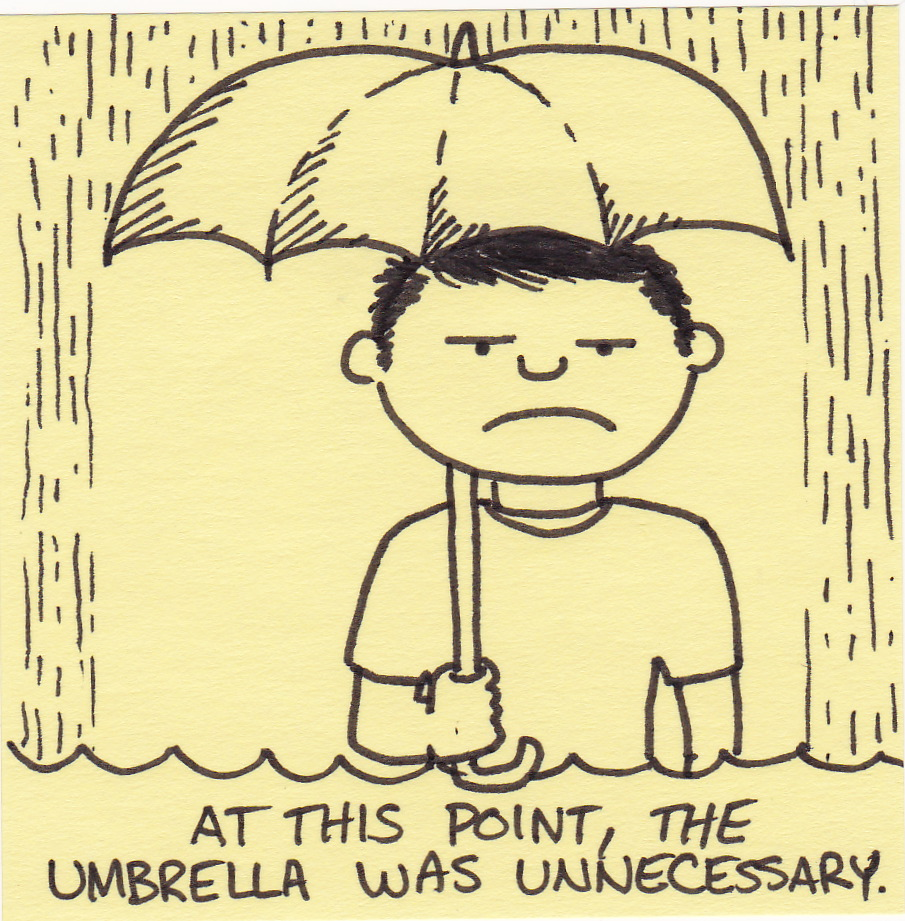 AT THIS POINT, THE
UMBRELLA WAS UNNECESSARY.